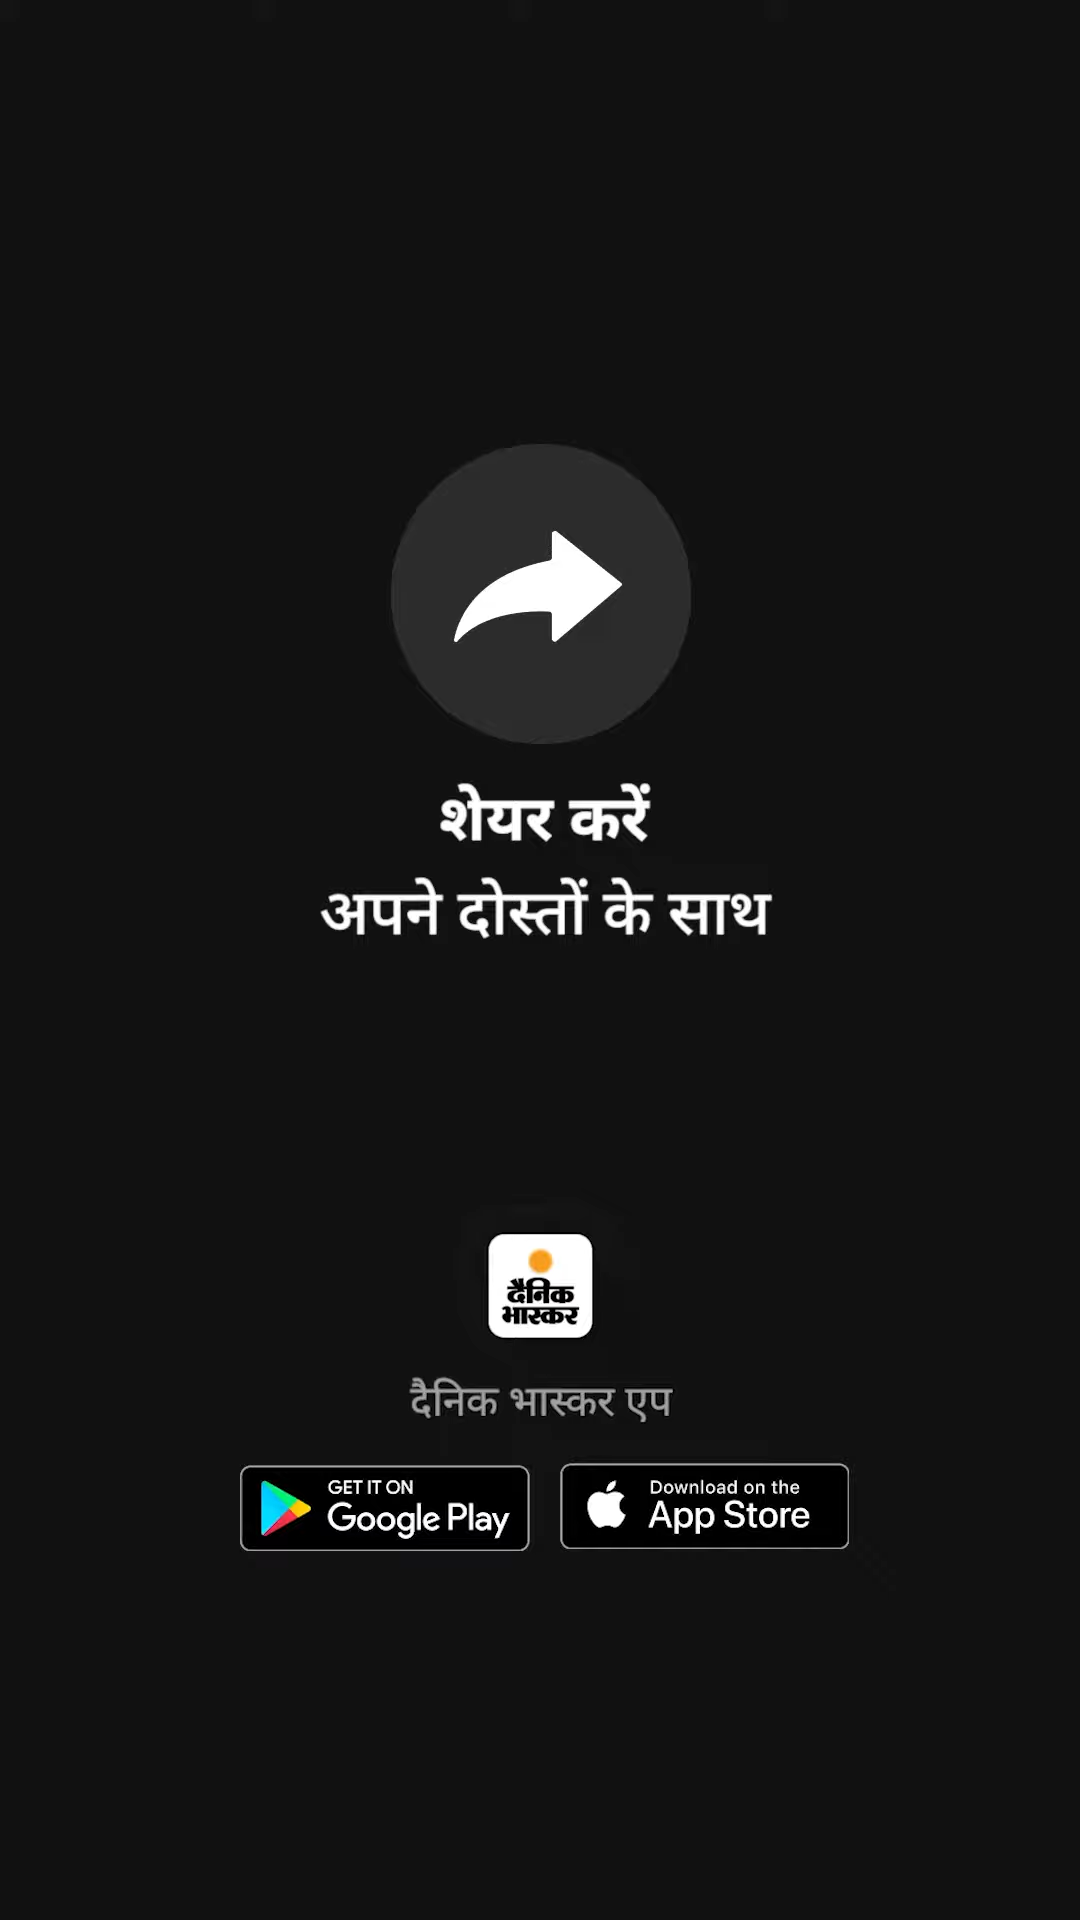 शेयर करें
अपने दोस्तों के साथ
दैनिक
भास्कर
दैनिक भास्कर एप
GET IT ON
Google Play
Download on the
App Store